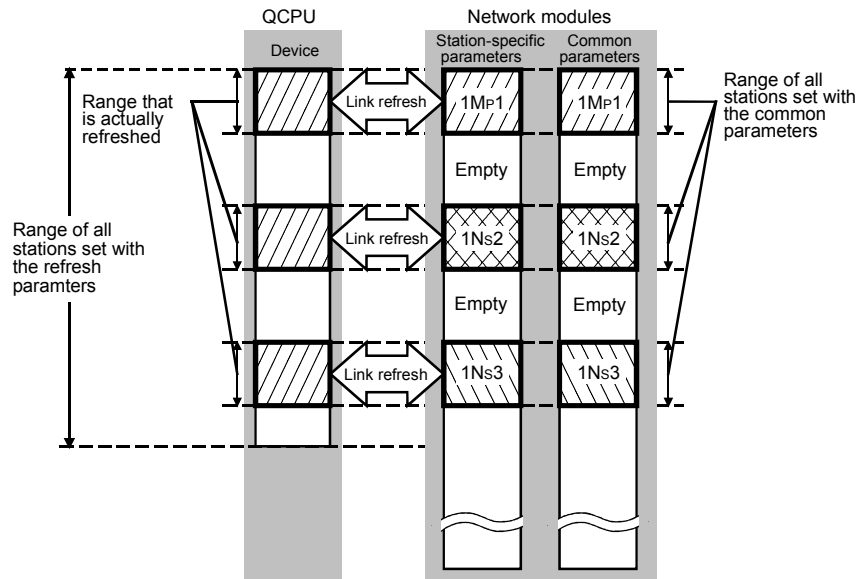 QCPU
Network modules
Device
Station-specific
parameters
Common
parameters
Range that
is actually
refreshed
Link refresh
1MP1
1MP1
Range of all
stations set with
the common
parameters
Empty
Empty
Range of all
stations set with
the refresh
paramters
Link refresh
1NS2
1NS2
Empty
Empty
Link refresh
1NS3
1NS3